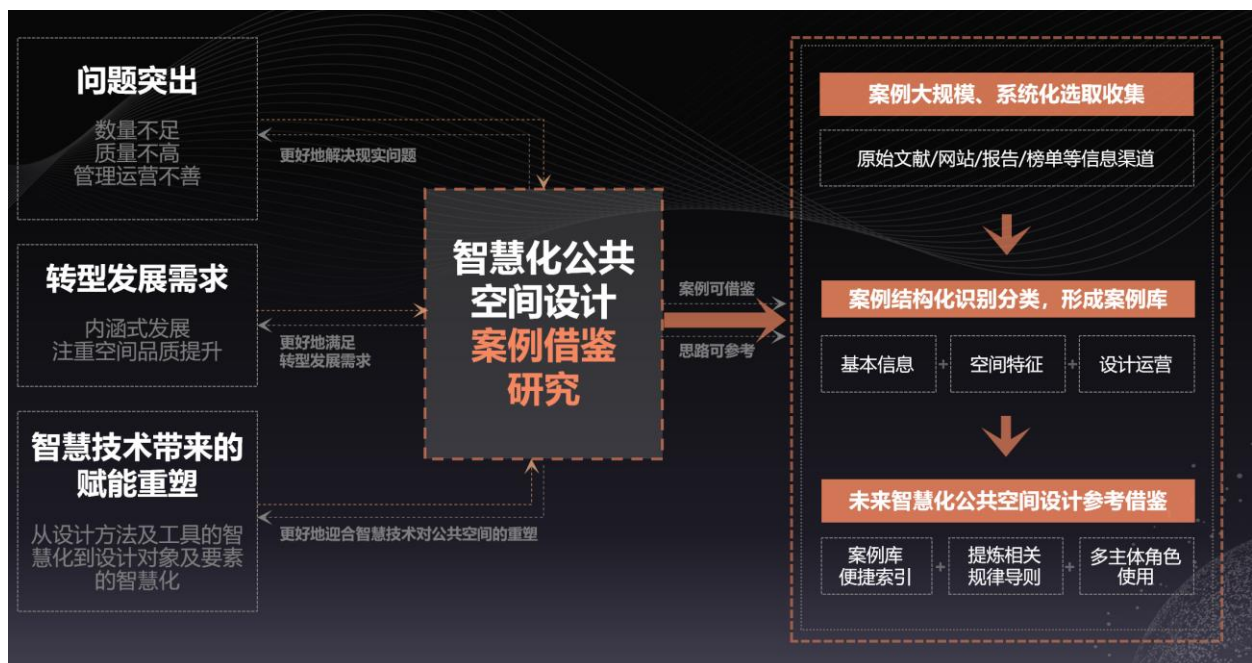 问题突出
数量不足
质量不高
管理运营不善
更好地解决现实问题
转型发展需求
内涵式发展
注重空间品质提升
更好地满足
转型发展需求
智慧技术带来的
赋能重塑
从设计方法及工具的智
慧化到设计对象及要素
的智慧化
更好地迎合智慧技术对公共空间的重塑
智慧化公共
空间设计
案例借鉴
研究
案例可借鉴
思路可参考
案例大规模、系统化选取收集
原始文献/网站/报告/榜单等信息渠道
案例结构化识别分类，形成案例库
基本信息 + 空间特征 + 设计运营
未来智慧化公共空间设计参考借鉴
案例库
便捷索引
+
提炼相关
规律导则
+
多主体角色
使用